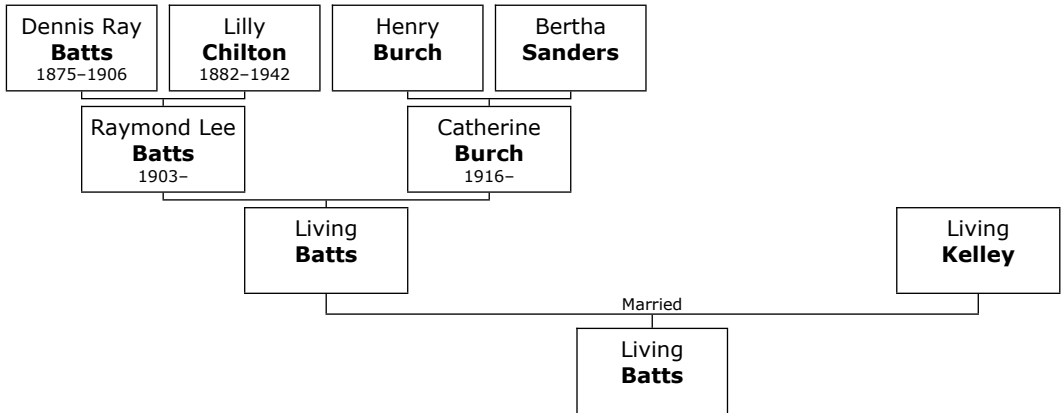 Dennis Ray
Batts
1875–1906
Lilly
Chilton
1882–1942
Henry
Burch
Bertha
Sanders
Raymond Lee
Batts
1903–
Catherine
Burch
1916–
Living
Batts
Living
Kelley
Married
Living
Batts